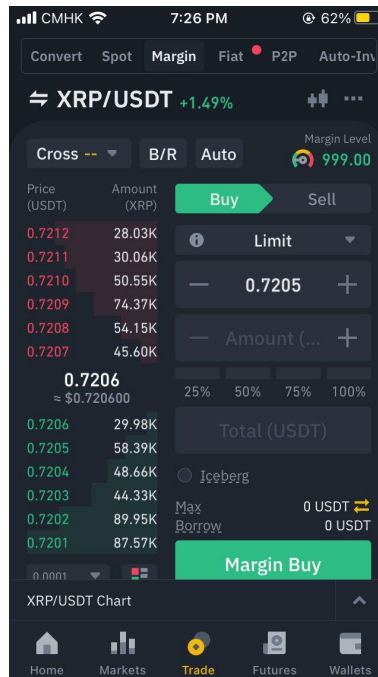 CMHK 7:26 PM 62%
Convert Spot Margin Fiat P2P Auto-Inv
XRP/USDT +1.49%
Margin Level
Cross -- B/R Auto 999.00
Price Amount
(USDT) (XRP)
Buy Sell
0.7212 28.03K
0.7211 30.06K
0.7210 50.55K
0.7209 74.37K
0.7208 54.15K
0.7207 45.60K
0.7206
≈ $0.720600
0.7206 29.98K
0.7205 58.39K
0.7204 48.66K
0.7203 44.33K
0.7202 89.95K
0.7201 87.57K
0.0001
Limit
— 0.7205 +
— Amount (... +
25% 50% 75% 100%
Total (USDT)
Iceberg
Max 0 USDT
Borrow 0 USDT
Margin Buy
XRP/USDT Chart
Home Markets Trade Futures Wallets